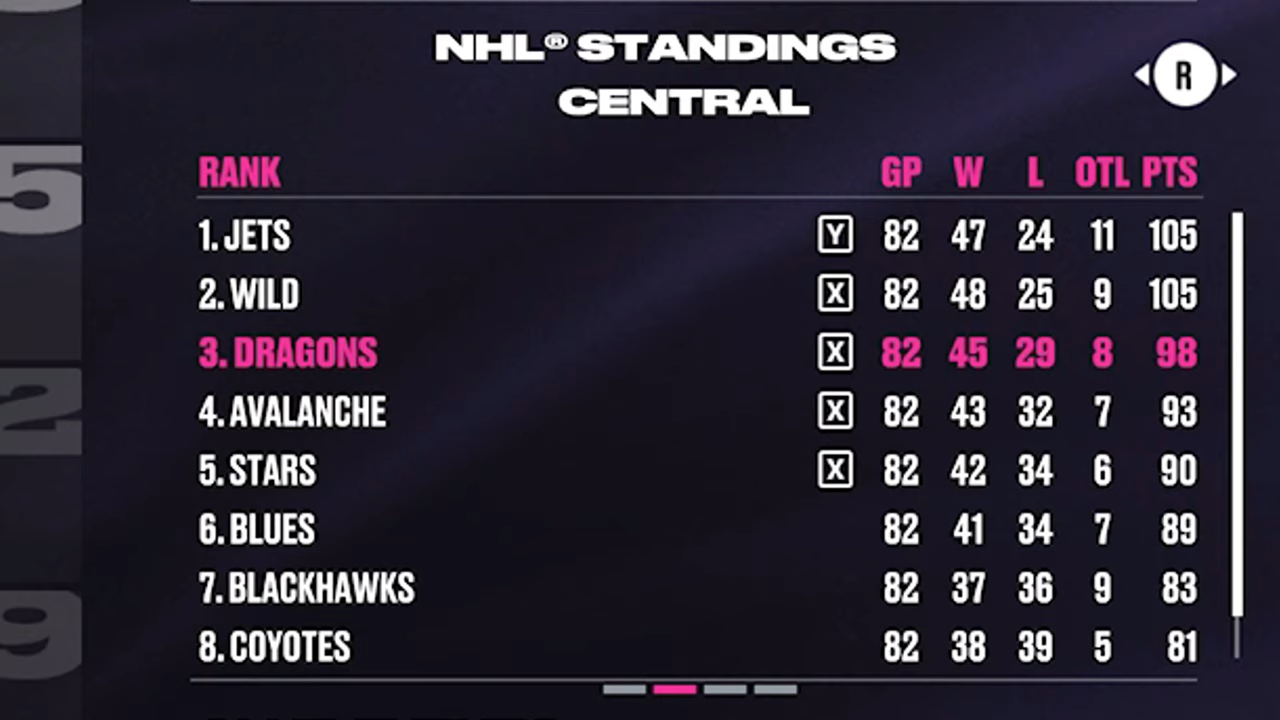 NHL® STANDINGS
CENTRAL
R
5
2
9
RANK GP W L OTL PTS
1. JETS Y 82 47 24 11 105
2. WILD X 82 48 25 9 105
3. DRAGONS X 82 45 29 8 98
4. AVALANCHE X 82 43 32 7 93
5. STARS X 82 42 34 6 90
6. BLUES 82 41 34 7 89
7. BLACKHAWKS 82 37 36 9 83
8. COYOTES 82 38 39 5 81